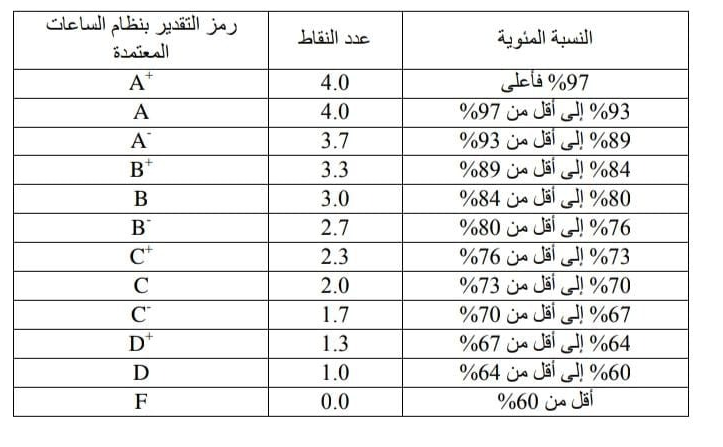 النسبة المئوية عدد النقاط رمز التقدير بنظام الساعات
المعتمدة
97% فأعلى 4.0 A⁺
93% إلى أقل من 97% 4.0 A
89% إلى أقل من 93% 3.7 A⁻
84% إلى أقل من 89% 3.3 B⁺
80% إلى أقل من 84% 3.0 B
76% إلى أقل من 80% 2.7 B⁻
73% إلى أقل من 76% 2.3 C⁺
70% إلى أقل من 73% 2.0 C
67% إلى أقل من 70% 1.7 C⁻
64% إلى أقل من 67% 1.3 D⁺
60% إلى أقل من 64% 1.0 D
أقل من 60% 0.0 F